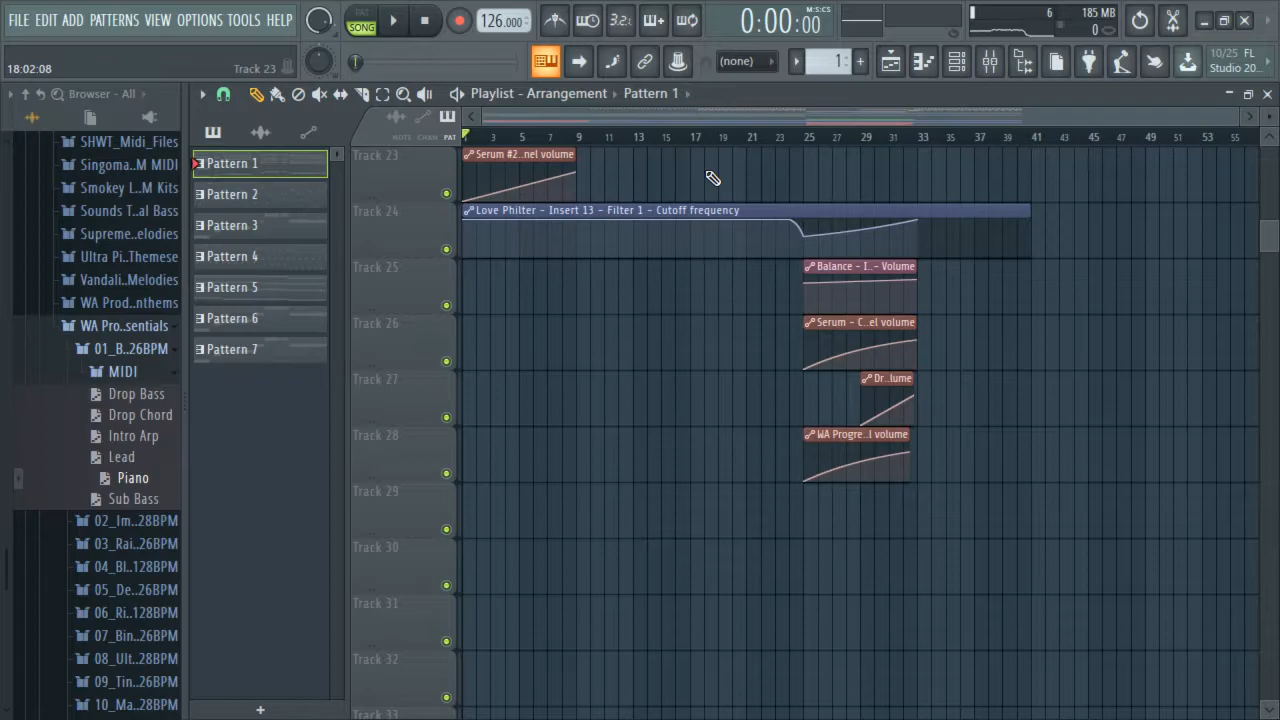 FILE EDIT ADD PATTERNS VIEW OPTIONS TOOLS HELP
PAT
SONG
126.000
3.2
M:S:CS
0:00:00
6
185 MB
0
18:02:08
Track 23
(none)
1
10/25 FL
Studio 20...
Browser - All
Playlist - Arrangement
Pattern 1
NOTE CHAN PAT
1 5 7 9 11 13 15 17 19 21 23 25 27 29 31 33 35 37 39 41 43 45 47 49 51 53 55
SHWT_Midi_Files
Singoma..M MIDI
Smokey L..M Kits
Sounds T..al Bass
Supreme..elodies
Ultra Pi..Themese
Vandali..Melodies
WA Prod..nthems
WA Pro..sentials
01_B..26BPM
MIDI
Drop Bass
Drop Chord
Intro Arp
Lead
Piano
Sub Bass
02_Im..28BPM
03_Rai..26BPM
04_Bl..128BPM
05_De..26BPM
06_Ri..128BPM
07_Bin..26BPM
08_Ult..28BPM
09_Tin..26BPM
10_Ma..28BPM
Pattern 1
Pattern 2
Pattern 3
Pattern 4
Pattern 5
Pattern 6
Pattern 7
+
Track 23
Serum #2..nel volume
Track 24
Love Philter - Insert 13 - Filter 1 - Cutoff frequency
Track 25
Balance - I..- Volume
Track 26
Serum - C..el volume
Track 27
Dr..lume
Track 28
WA Progre..l volume
Track 29
Track 30
Track 31
Track 32
Track 33